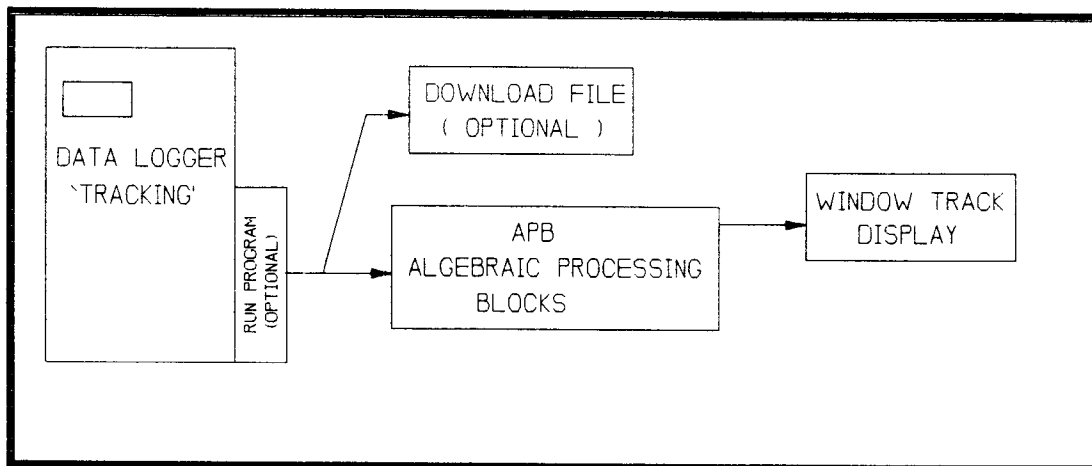 DATA LOGGER
`TRACKING'
RUN PROGRAM
(OPTIONAL)
DOWNLOAD FILE
( OPTIONAL )
APB
ALGEBRAIC PROCESSING
BLOCKS
WINDOW TRACK
DISPLAY